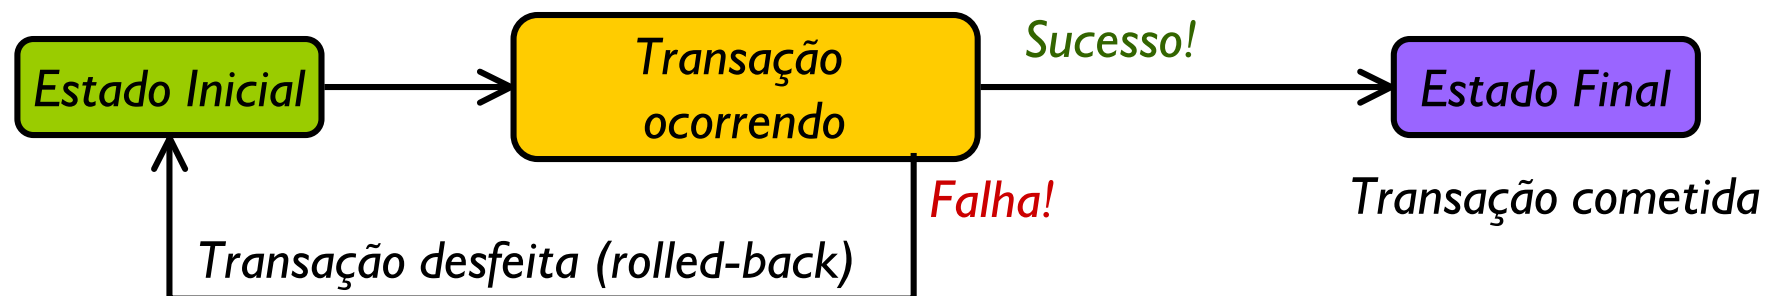 Estado Inicial
Transação
ocorrendo
Sucesso!
Estado Final
Falha!
Transação cometida
Transação desfeita (rolled-back)